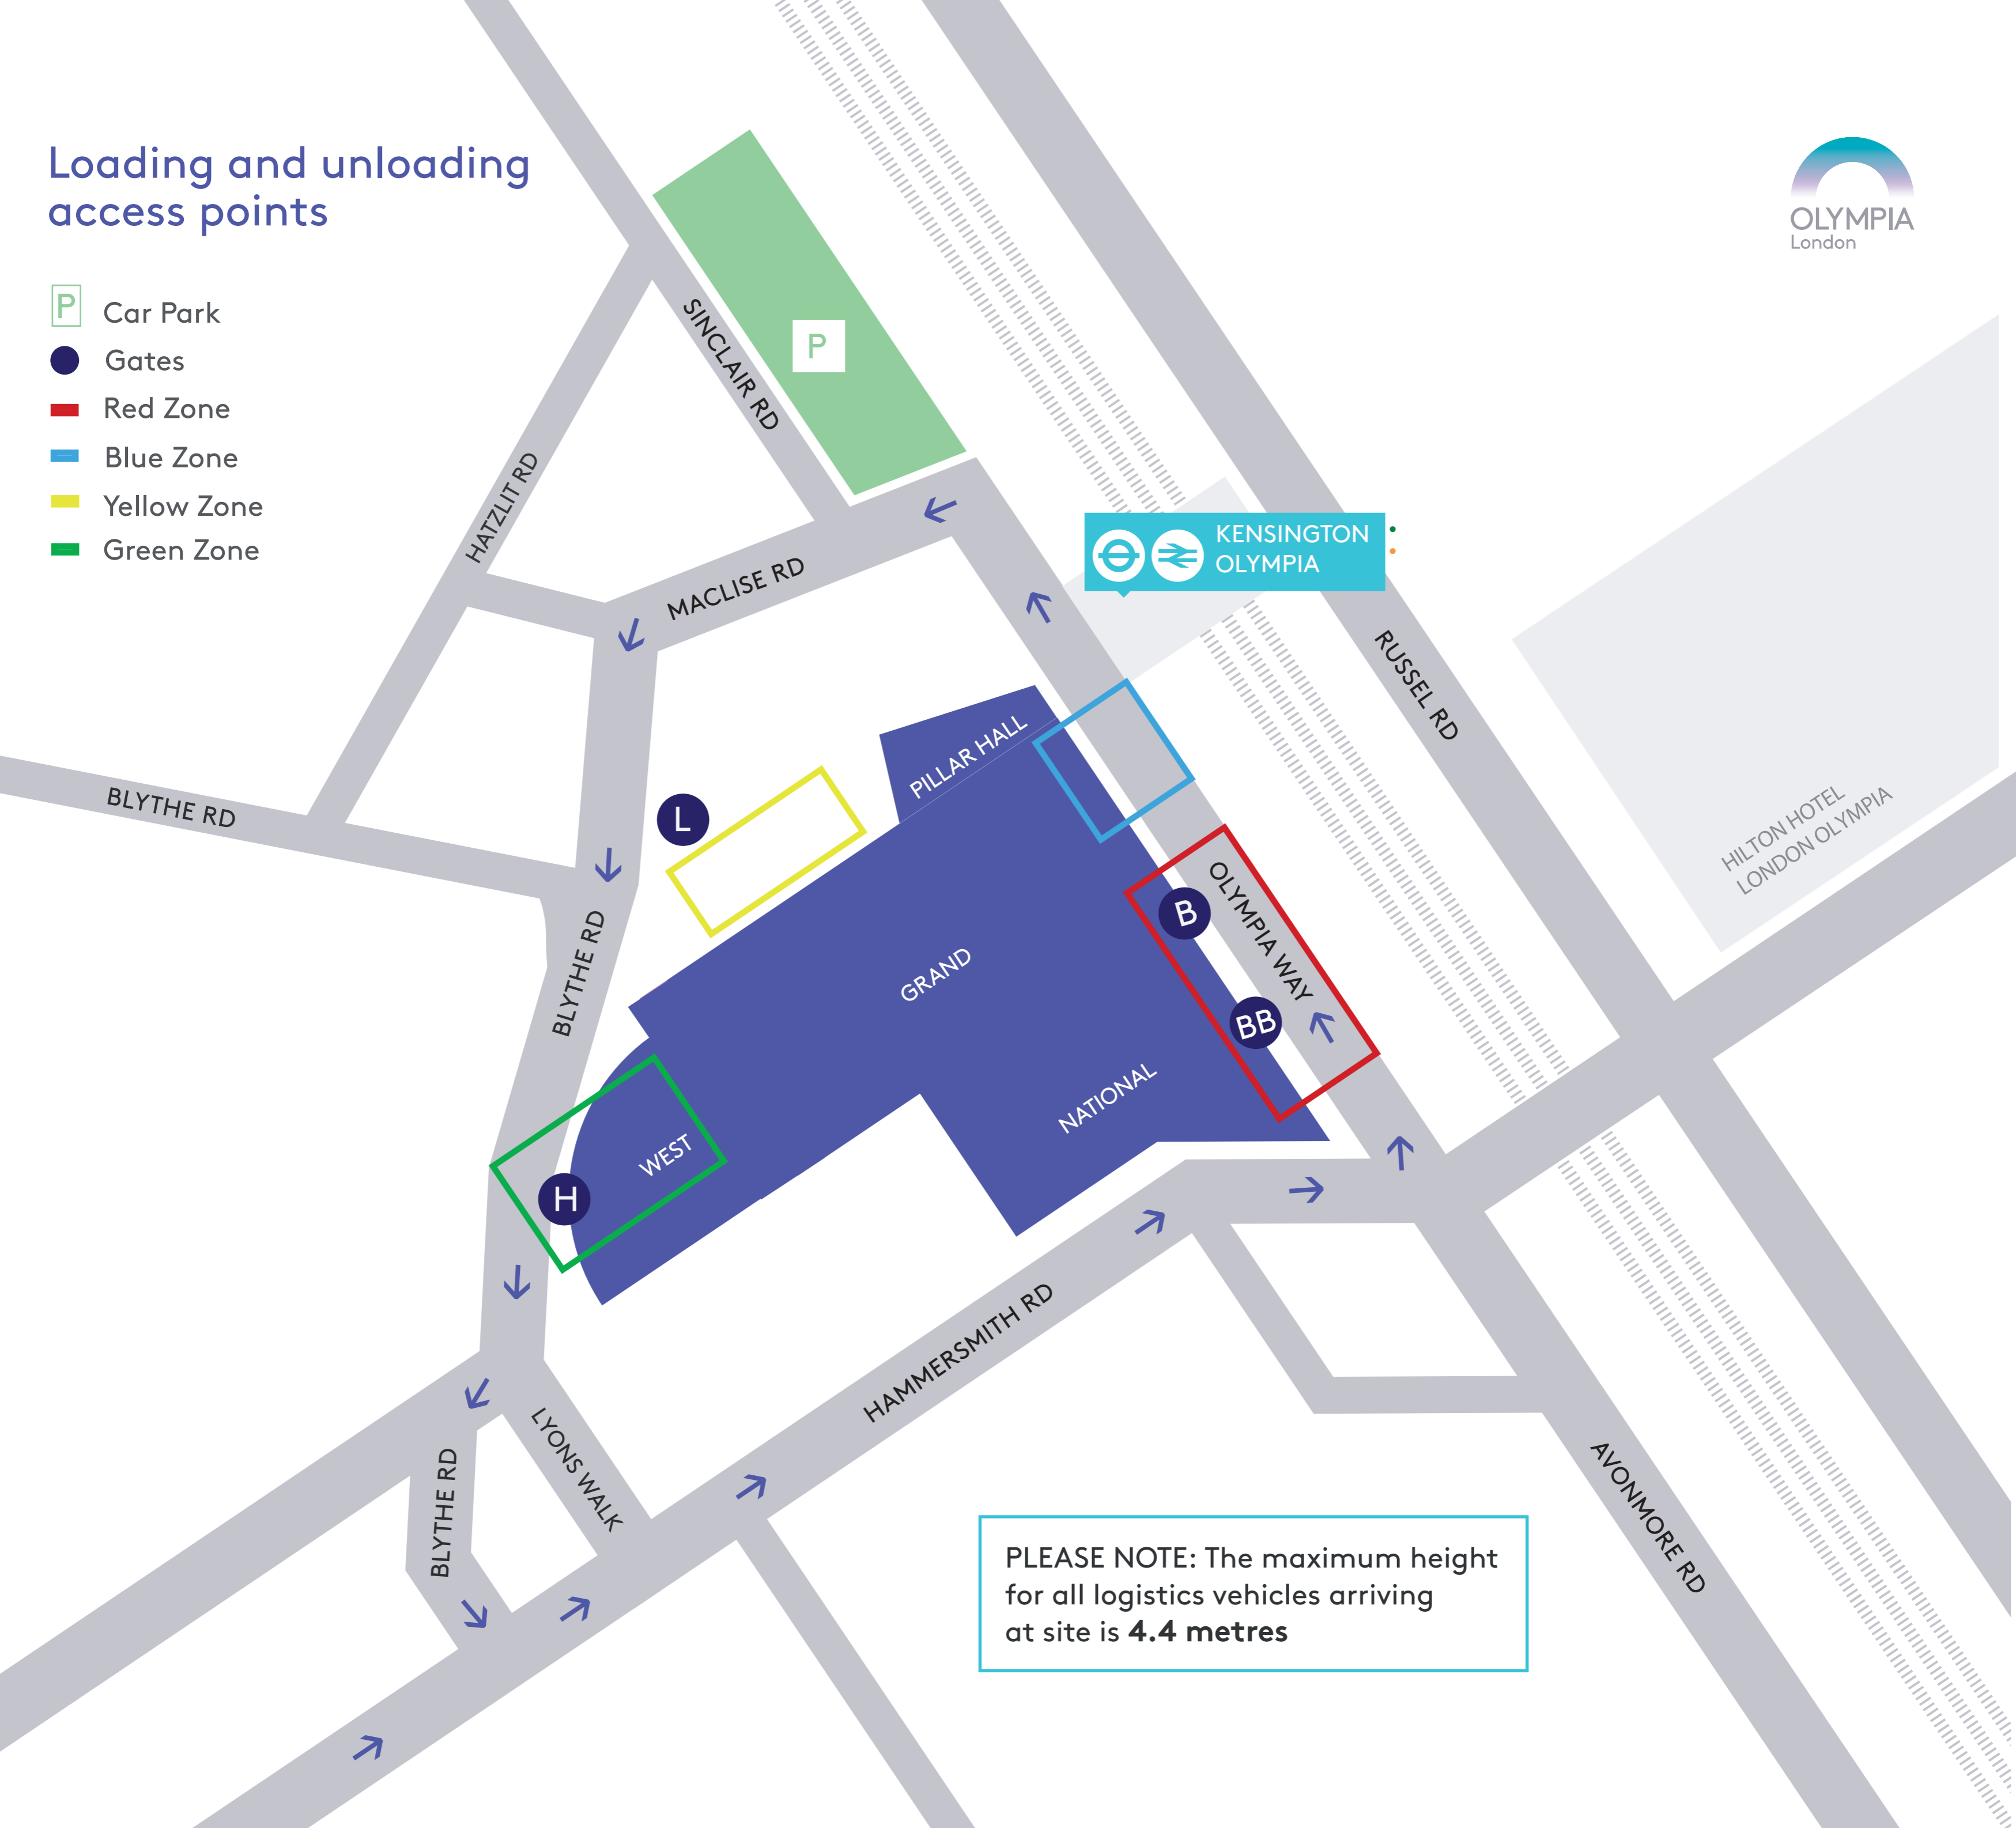 Loading and unloading
access points
P
Car Park
Gates
Red Zone
Blue Zone
Yellow Zone
Green Zone
OLYMPIA
London
P
SINCLAIR RD
HATZLIT RD
MACLISE RD
KENSINGTON
OLYMPIA
RUSSEL RD
BLYTHE RD
L
PILLAR HALL
HILTON HOTEL
LONDON OLYMPIA
B
OLYMPIA WAY
BLYTHE RD
GRAND
BB
NATIONAL
WEST
H
HAMMERSMITH RD
LYONS WALK
BLYTHE RD
AVONMORE RD
PLEASE NOTE: The maximum height
for all logistics vehicles arriving
at site is 4.4 metres